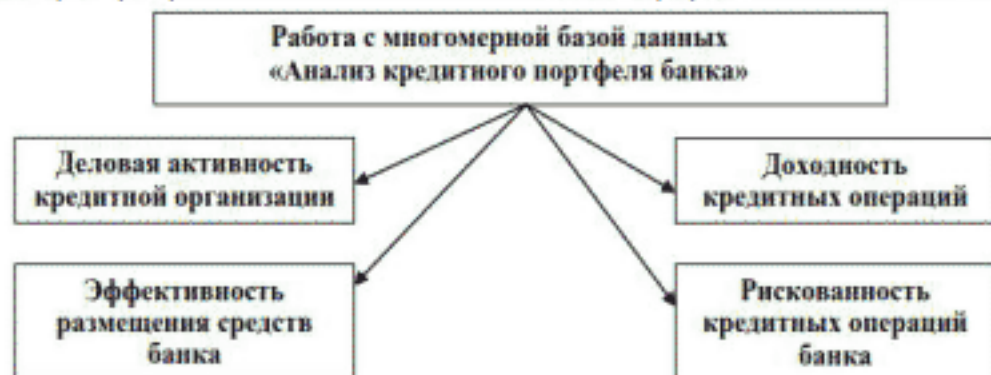 Работа с многомерной базой данных
«Анализ кредитного портфеля банка»
Деловая активность
кредитной организации
Доходность
кредитных операций
Эффективность
размещения средств
банка
Рискованность
кредитных операций
банка